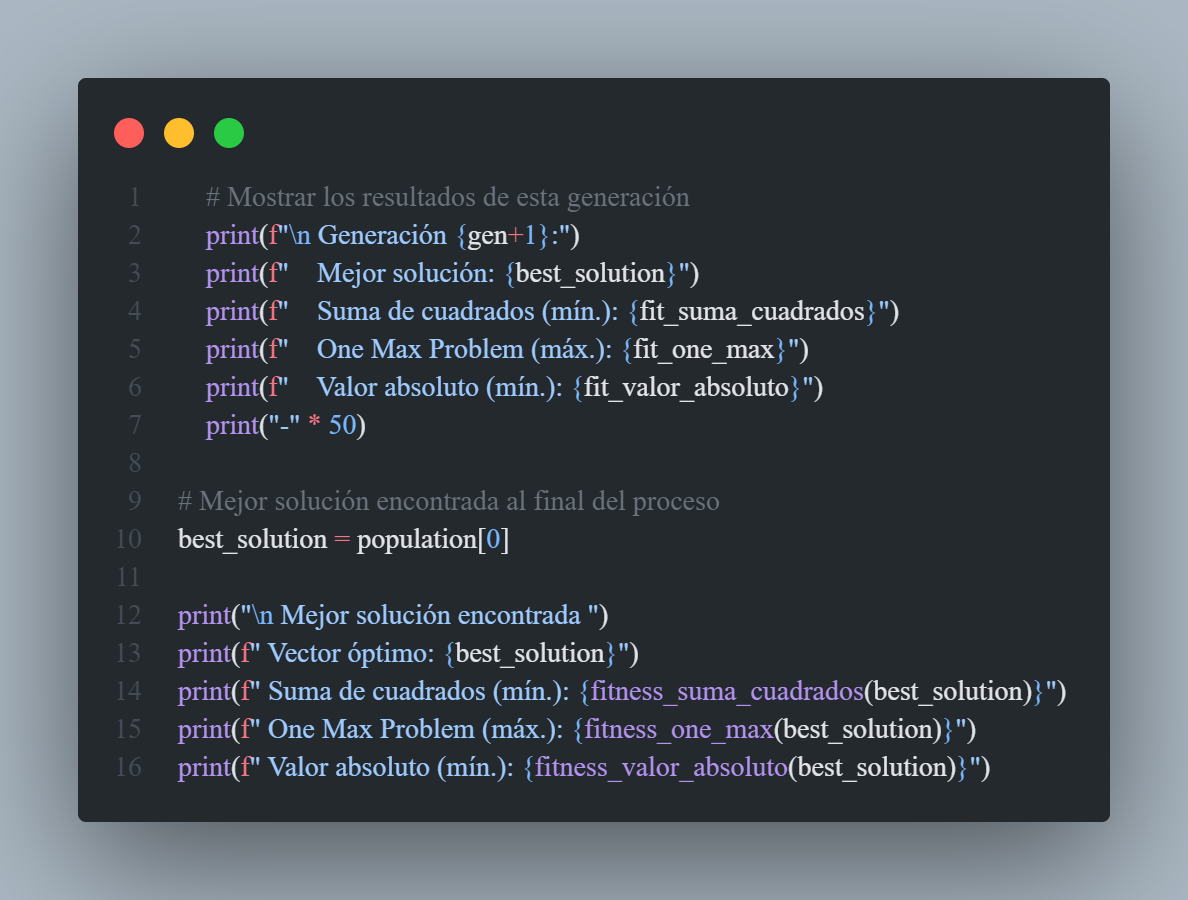 1 # Mostrar los resultados de esta generación
2 print(f"\n Generación {gen+1}:")
3 print(f"    Mejor solución: {best_solution}")
4 print(f"    Suma de cuadrados (mín.): {fit_suma_cuadrados}")
5 print(f"    One Max Problem (máx.): {fit_one_max}")
6 print(f"    Valor absoluto (mín.): {fit_valor_absoluto}")
7 print("-" * 50)
8
9 # Mejor solución encontrada al final del proceso
10 best_solution = population[0]
11
12 print("\n Mejor solución encontrada ")
13 print(f" Vector óptimo: {best_solution}")
14 print(f" Suma de cuadrados (mín.): {fitness_suma_cuadrados(best_solution)}")
15 print(f" One Max Problem (máx.): {fitness_one_max(best_solution)}")
16 print(f" Valor absoluto (mín.): {fitness_valor_absoluto(best_solution)}")